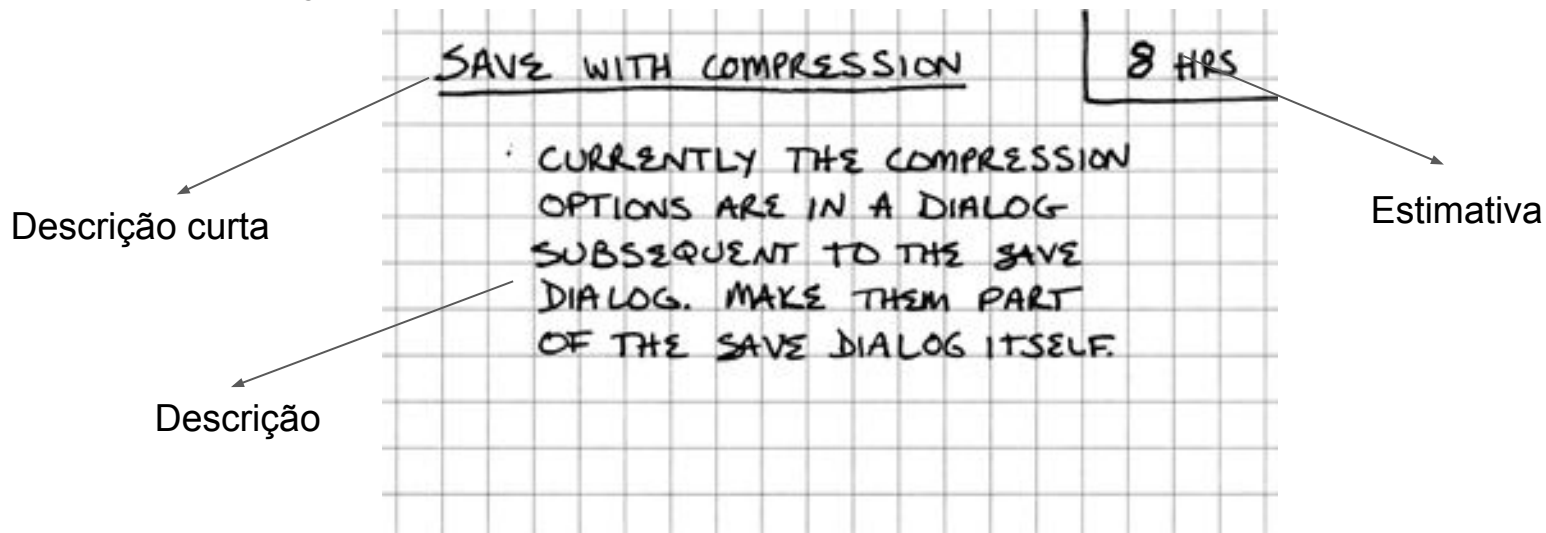 SAVE WITH COMPRESSION
8 HRS
CURRENTLY THE COMPRESSION
OPTIONS ARE IN A DIALOG
SUBSEQUENT TO THE SAVE
DIALOG. MAKE THEM PART
OF THE SAVE DIALOG ITSELF.
Descrição curta
Estimativa
Descrição